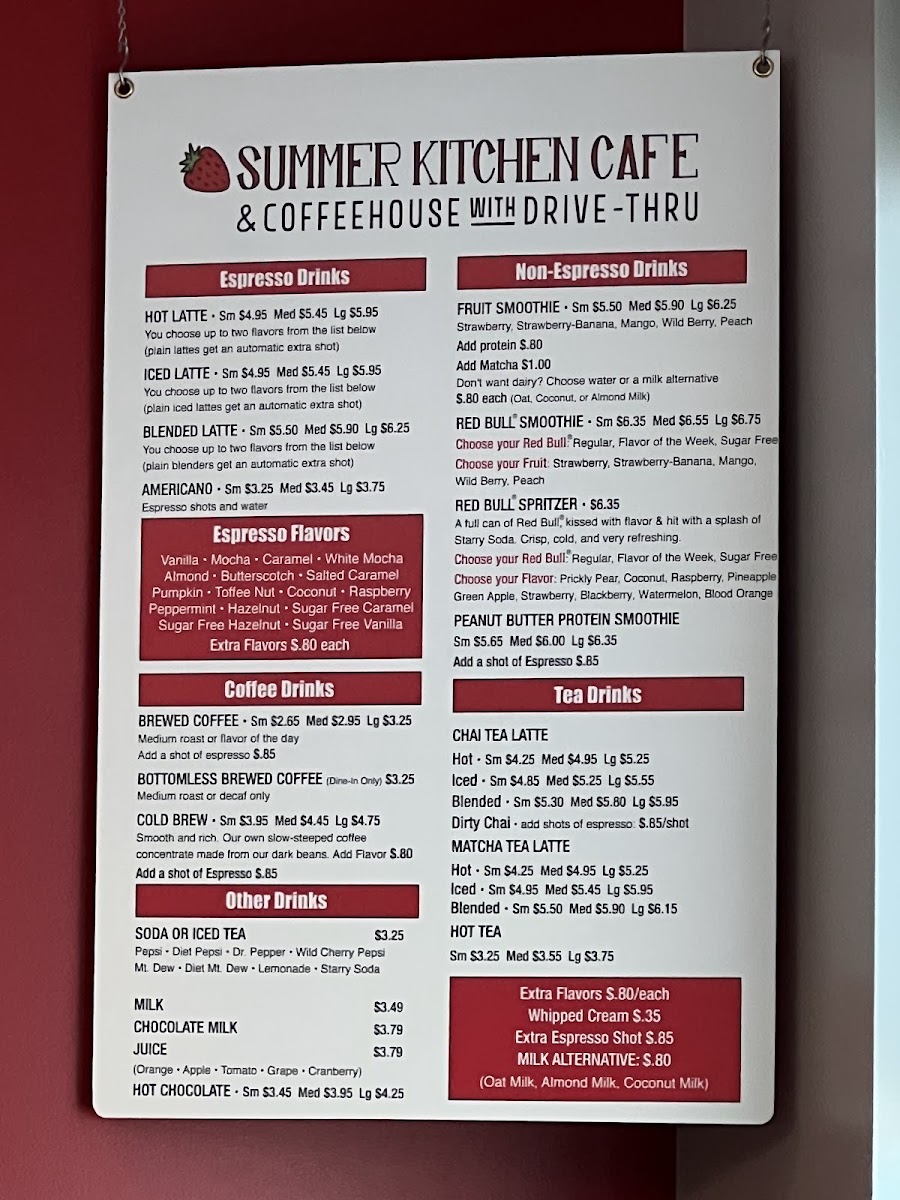 SUMMER KITCHEN CAFE
& COFFEEHOUSE WITH DRIVE-THRU
Espresso Drinks
HOT LATTE • Sm $4.95 Med $5.45 Lg $5.95
You choose up to two flavors from the list below
(plain lattes get an automatic extra shot)
ICED LATTE • Sm $4.95 Med $5.45 Lg $5.95
You choose up to two flavors from the list below
(plain iced lattes get an automatic extra shot)
BLENDED LATTE • Sm $5.50 Med $5.90 Lg $6.25
You choose up to two flavors from the list below
(plain blenders get an automatic extra shot)
AMERICANO • Sm $3.25 Med $3.45 Lg $3.75
Espresso shots and water
Espresso Flavors
Vanilla • Mocha • Caramel • White Mocha
Almond • Butterscotch • Salted Caramel
Pumpkin • Toffee Nut • Coconut • Raspberry
Peppermint • Hazelnut • Sugar Free Caramel
Sugar Free Hazelnut • Sugar Free Vanilla
Extra Flavors $.80 each
Coffee Drinks
BREWED COFFEE • Sm $2.65 Med $2.95 Lg $3.25
Medium roast or flavor of the day
Add a shot of espresso $.85
BOTTOMLESS BREWED COFFEE (Dine-In Only) $3.25
Medium roast or decaf only
COLD BREW • Sm $3.95 Med $4.45 Lg $4.75
Smooth and rich. Our own slow-steeped coffee
concentrate made from our dark beans. Add Flavor $.80
Add a shot of Espresso $.85
Other Drinks
SODA OR ICED TEA $3.25
Pepsi • Diet Pepsi • Dr. Pepper • Wild Cherry Pepsi
Mt. Dew • Diet Mt. Dew • Lemonade • Starry Soda
MILK $3.49
CHOCOLATE MILK $3.79
JUICE $3.79
(Orange • Apple • Tomato • Grape • Cranberry)
HOT CHOCOLATE • Sm $3.45 Med $3.95 Lg $4.25
Non-Espresso Drinks
FRUIT SMOOTHIE • Sm $5.50 Med $5.90 Lg $6.25
Strawberry, Strawberry-Banana, Mango, Wild Berry, Peach
Add protein $.80
Add Matcha $1.00
Don't want dairy? Choose water or a milk alternative
$.80 each (Oat, Coconut, or Almond Milk)
RED BULL® SMOOTHIE • Sm $6.35 Med $6.55 Lg $6.75
Choose your Red Bull®: Regular, Flavor of the Week, Sugar Free
Choose your Fruit: Strawberry, Strawberry-Banana, Mango,
Wild Berry, Peach
RED BULL® SPRITZER • $6.35
A full can of Red Bull®, kissed with flavor & hit with a splash of
Starry Soda. Crisp, cold, and very refreshing.
Choose your Red Bull®: Regular, Flavor of the Week, Sugar Free
Choose your Flavor: Prickly Pear, Coconut, Raspberry, Pineapple
Green Apple, Strawberry, Blackberry, Watermelon, Blood Orange
PEANUT BUTTER PROTEIN SMOOTHIE
Sm $5.65 Med $6.00 Lg $6.35
Add a shot of Espresso $.85
Tea Drinks
CHAI TEA LATTE
Hot • Sm $4.25 Med $4.95 Lg $5.25
Iced • Sm $4.85 Med $5.25 Lg $5.55
Blended • Sm $5.30 Med $5.80 Lg $5.95
Dirty Chai • add shots of espresso: $.85/shot
MATCHA TEA LATTE
Hot • Sm $4.25 Med $4.95 Lg $5.25
Iced • Sm $4.95 Med $5.45 Lg $5.95
Blended • Sm $5.50 Med $5.90 Lg $6.15
HOT TEA
Sm $3.25 Med $3.55 Lg $3.75
Extra Flavors $.80/each
Whipped Cream $.35
Extra Espresso Shot $.85
MILK ALTERNATIVE: $.80
(Oat Milk, Almond Milk, Coconut Milk)